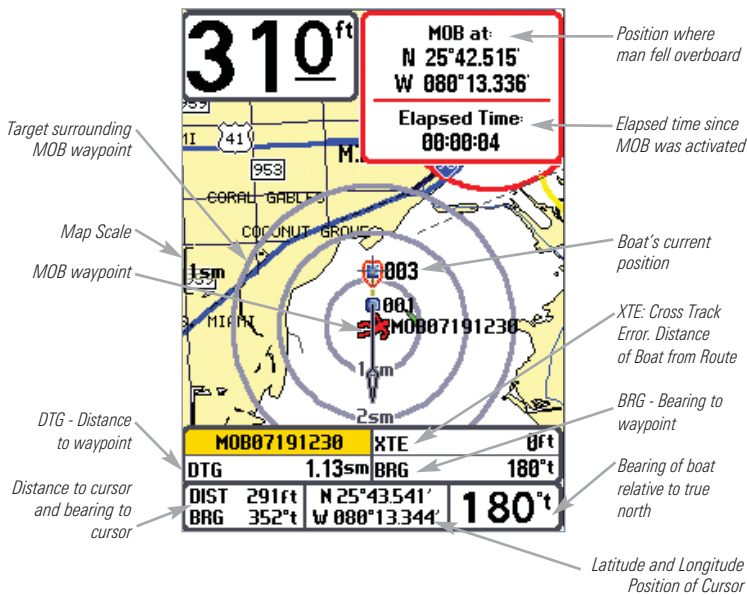 310 ft
MOB at:
N 25°42.515'
W 080°13.336'
Elapsed Time:
00:00:04
Position where
man fell overboard
Elapsed time since
MOB was activated
Target surrounding
MOB waypoint
Map Scale
MOB waypoint
Boat's current
position
XTE: Cross Track
Error. Distance
of Boat from Route
BRG - Bearing to
waypoint
Bearing of boat
relative to true
north
DTG - Distance
to waypoint
Distance to cursor
and bearing to
cursor
Latitude and Longitude
Position of Cursor
41
953
CORAL GABLES
COCONUT GROVE
1sm
003
001
MIAMI
MOB07191230
1sm
2sm
MOB07191230
XTE 0ft
DTG 1.13sm
BRG 180°t
DIST 291ft
BRG 352°t
N 25°43.541'
W 080°13.344'
180°t